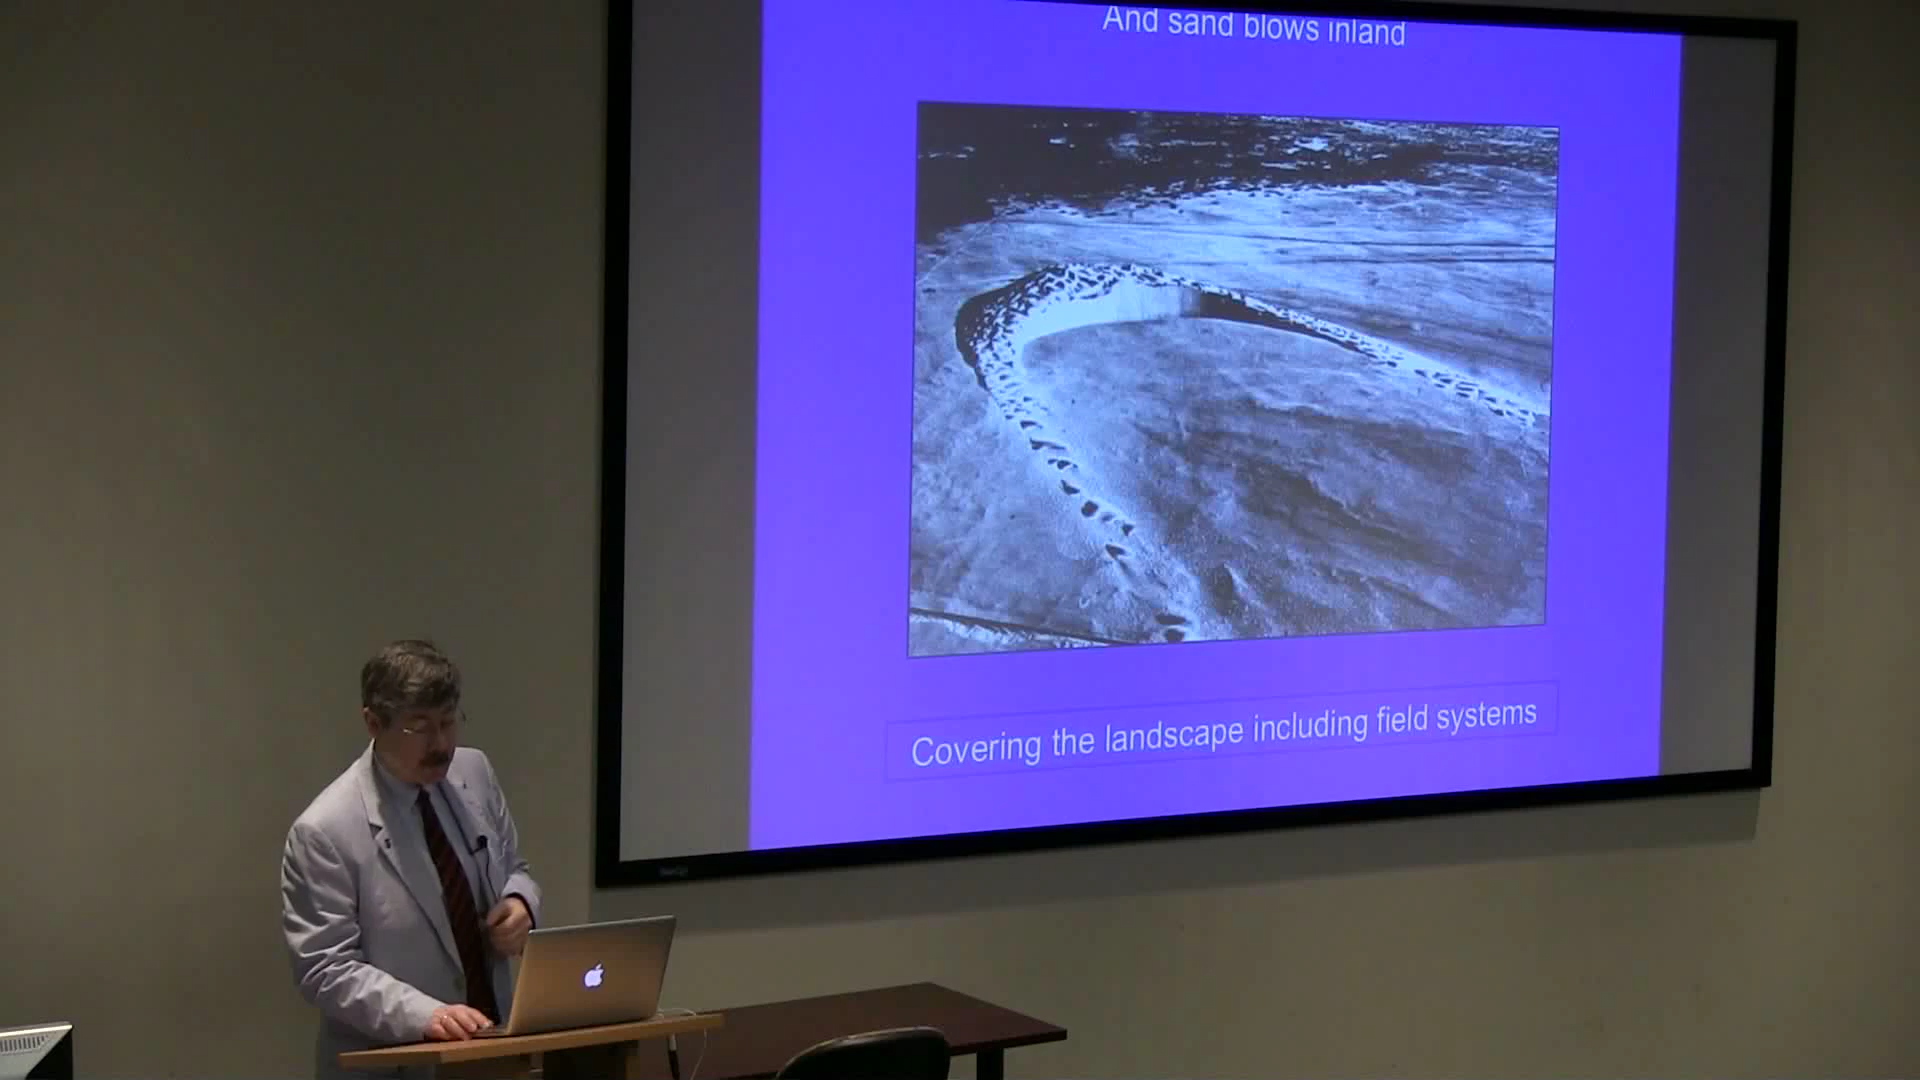 And sand blows inland
Covering the landscape including field systems